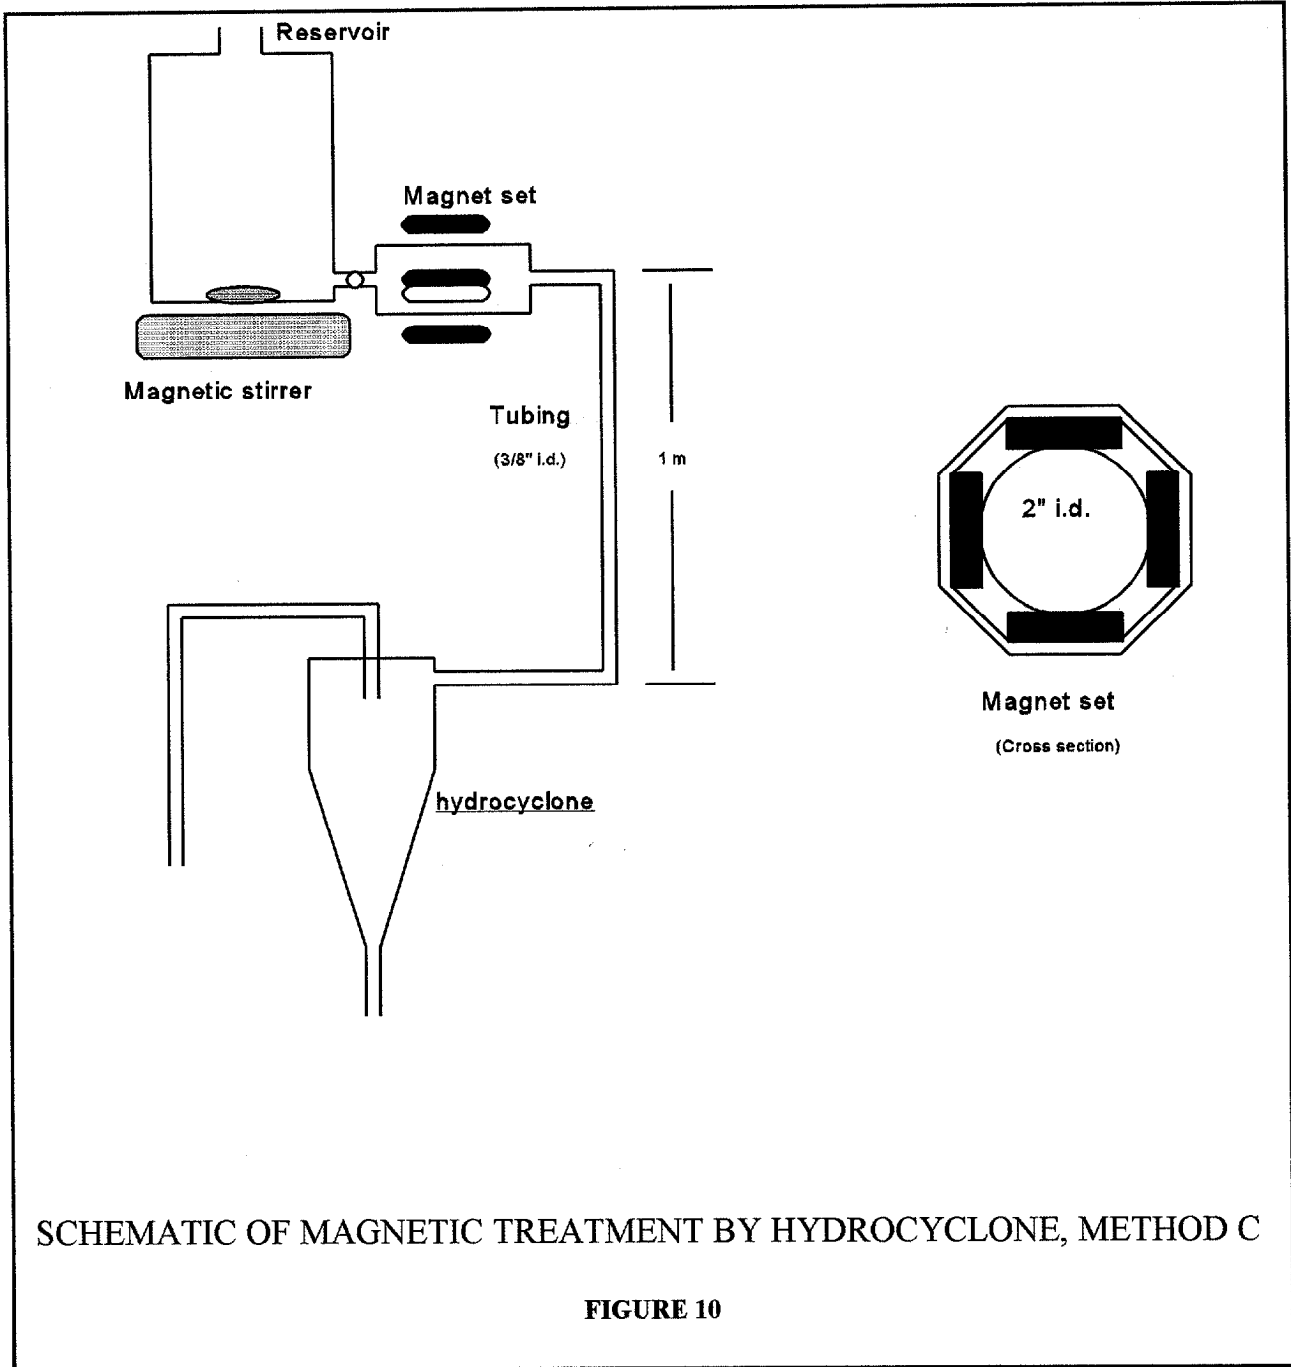 Reservoir
Magnet set
Magnetic stirrer
Tubing
(3/8" i.d.)
1 m
2" i.d.
Magnet set
(Cross section)
hydrocyclone
SCHEMATIC OF MAGNETIC TREATMENT BY HYDROCYCLONE, METHOD C
FIGURE 10